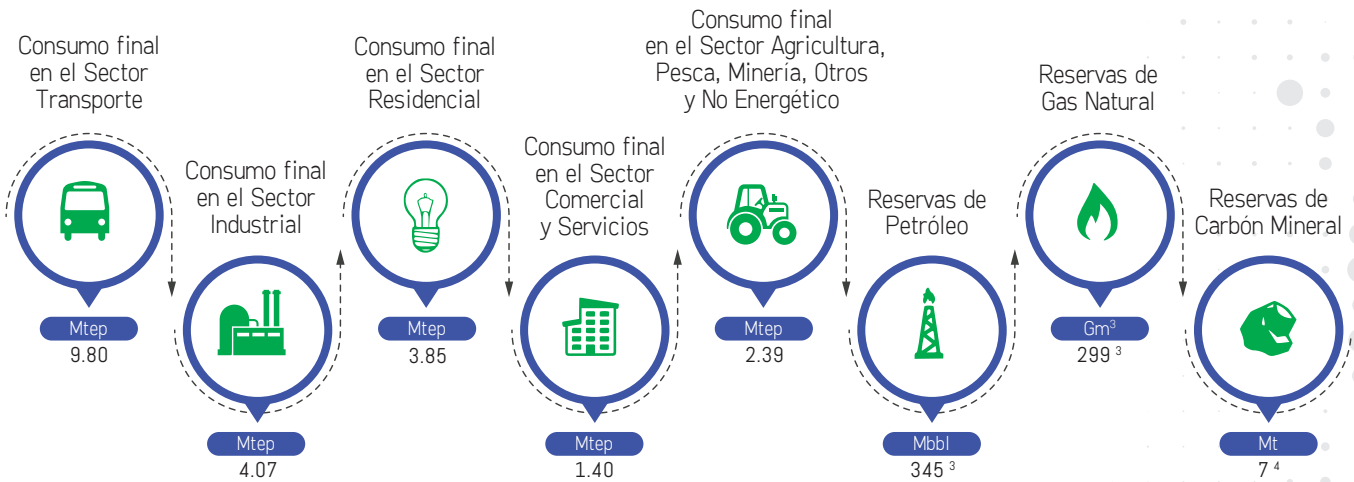 Consumo final
en el Sector
Transporte
Mtep
9.80
Consumo final
en el Sector
Industrial
Mtep
4.07
Consumo final
en el Sector
Residencial
Mtep
3.85
Consumo final
en el Sector
Comercial
y Servicios
Mtep
1.40
Consumo final
en el Sector Agricultura,
Pesca, Minería, Otros
y No Energético
Mtep
2.39
Reservas de
Petróleo
Mbbl
345 ³
Reservas de
Gas Natural
Gm³
299 ³
Reservas de
Carbón Mineral
Mt
7 ⁴